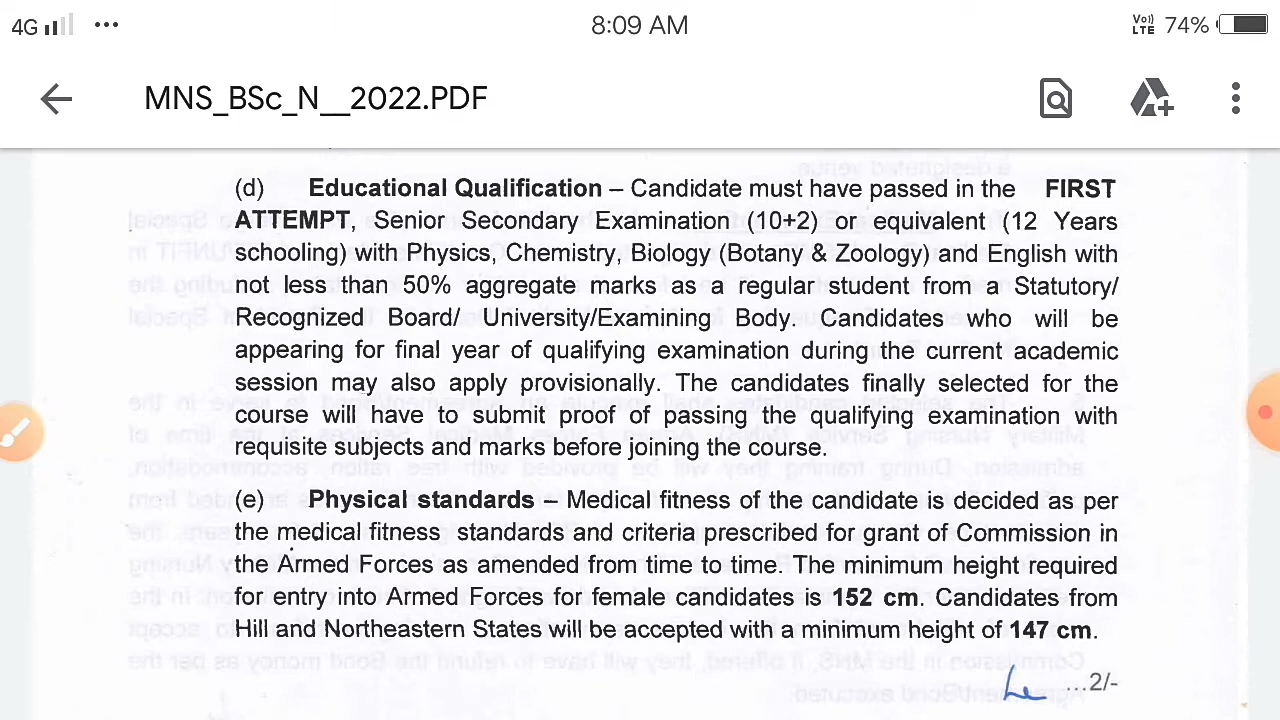 4G ... 8:09 AM Vo)) LTE 74%
MNS_BSc_N__2022.PDF
a designated venue.
(d) Educational Qualification – Candidate must have passed in the FIRST
ATTEMPT, Senior Secondary Examination (10+2) or equivalent (12 Years
schooling) with Physics, Chemistry, Biology (Botany & Zoology) and English with
not less than 50% aggregate marks as a regular student from a Statutory/
Recognized Board/ University/Examining Body. Candidates who will be
appearing for final year of qualifying examination during the current academic
session may also apply provisionally. The candidates finally selected for the
course will have to submit proof of passing the qualifying examination with
requisite subjects and marks before joining the course.
(e) Physical standards – Medical fitness of the candidate is decided as per
the medical fitness standards and criteria prescribed for grant of Commission in
the Armed Forces as amended from time to time. The minimum height required
for entry into Armed Forces for female candidates is 152 cm. Candidates from
Hill and Northeastern States will be accepted with a minimum height of 147 cm.
...2/-